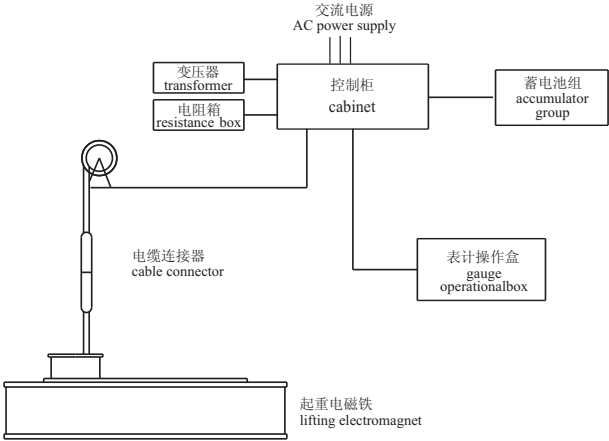 交流电源
AC power supply
变压器
transformer
电阻箱
resistance box
控制柜
cabinet
蓄电池组
accumulator
group
电缆连接器
cable connector
表计操作盒
gauge
operationalbox
起重电磁铁
lifting electromagnet